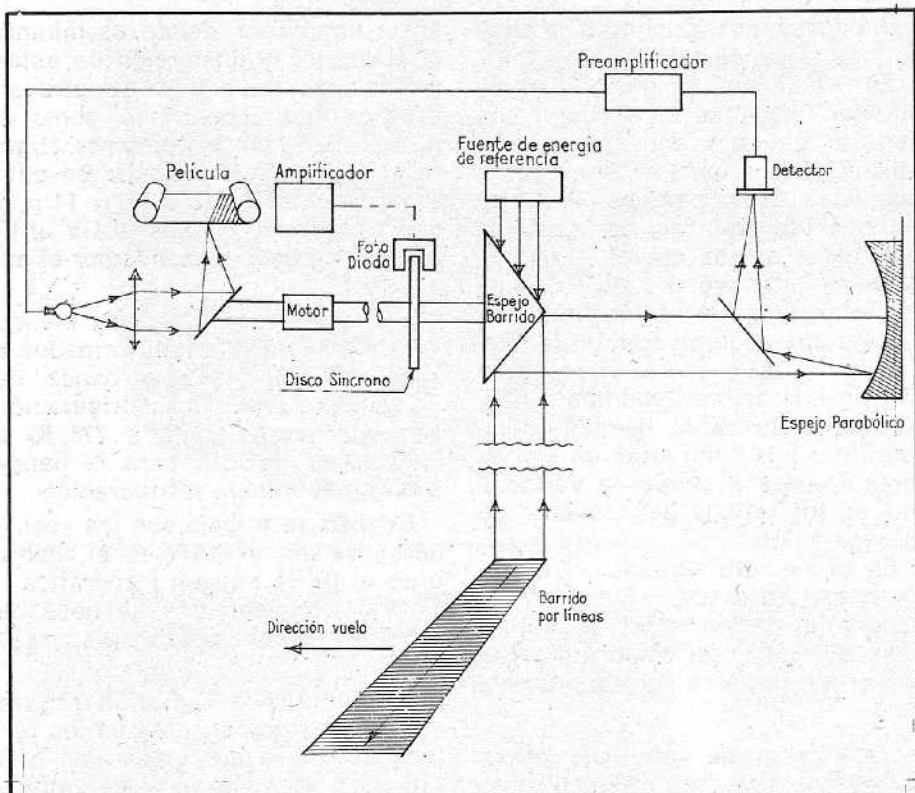 Preamplificador
Fuente de energía
de referencia
Película
Amplificador
Detector
Foto
Diodo
Espejo
Barrido
Motor
Disco Síncrono
Espejo Parabólico
Barrido
por líneas
Dirección vuelo